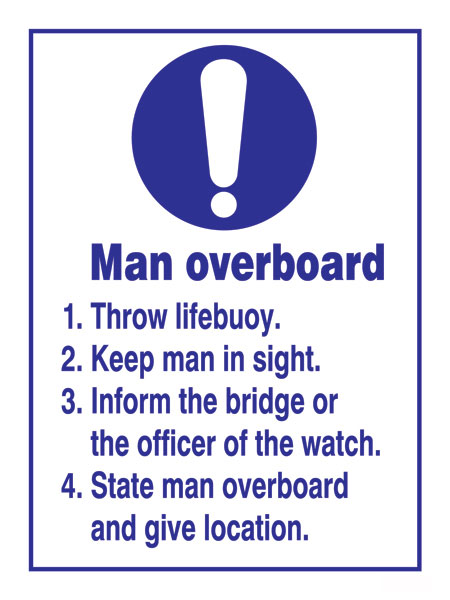 Man overboard
1. Throw lifebuoy.
2. Keep man in sight.
3. Inform the bridge or
the officer of the watch.
4. State man overboard
and give location.